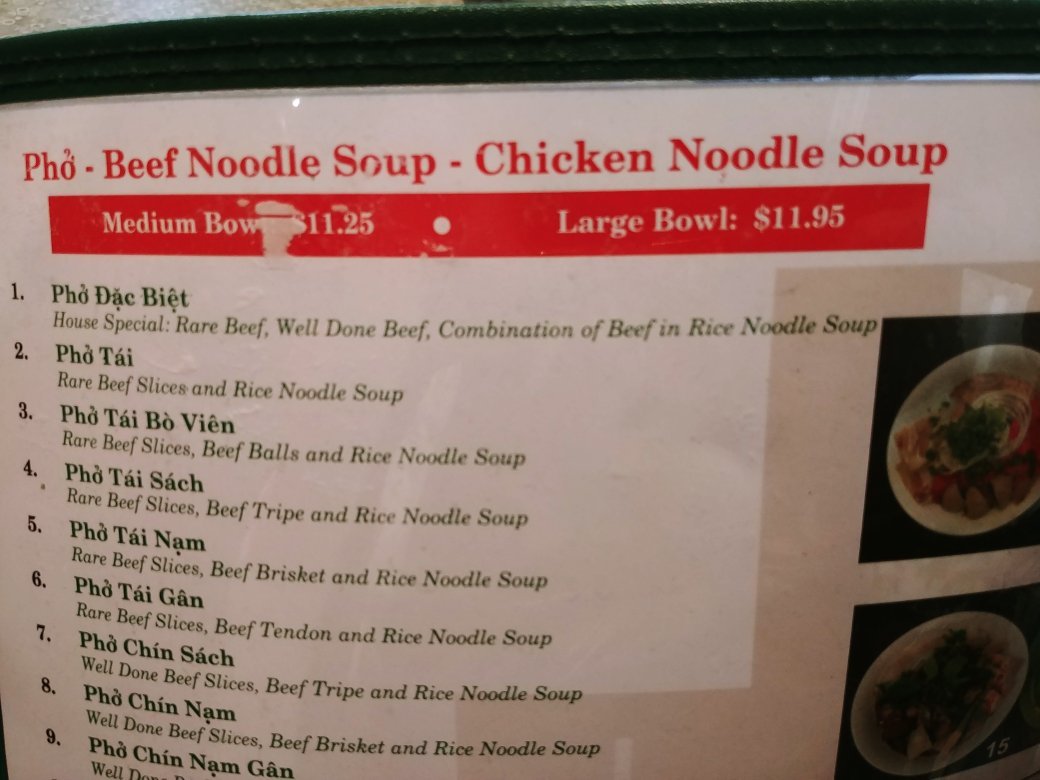 Phở - Beef Noodle Soup - Chicken Noodle Soup
Medium Bow $11.25 • Large Bowl: $11.95
1. Phở Đặc Biệt
House Special: Rare Beef, Well Done Beef, Combination of Beef in Rice Noodle Soup
2. Phở Tái
Rare Beef Slices and Rice Noodle Soup
3. Phở Tái Bò Viên
Rare Beef Slices, Beef Balls and Rice Noodle Soup
4. Phở Tái Sách
Rare Beef Slices, Beef Tripe and Rice Noodle Soup
5. Phở Tái Nạm
Rare Beef Slices, Beef Brisket and Rice Noodle Soup
6. Phở Tái Gân
Rare Beef Slices, Beef Tendon and Rice Noodle Soup
7. Phở Chín Sách
Well Done Beef Slices, Beef Tripe and Rice Noodle Soup
8. Phở Chín Nạm
Well Done Beef Slices, Beef Brisket and Rice Noodle Soup
9. Phở Chín Nạm Gân
Well Done
15